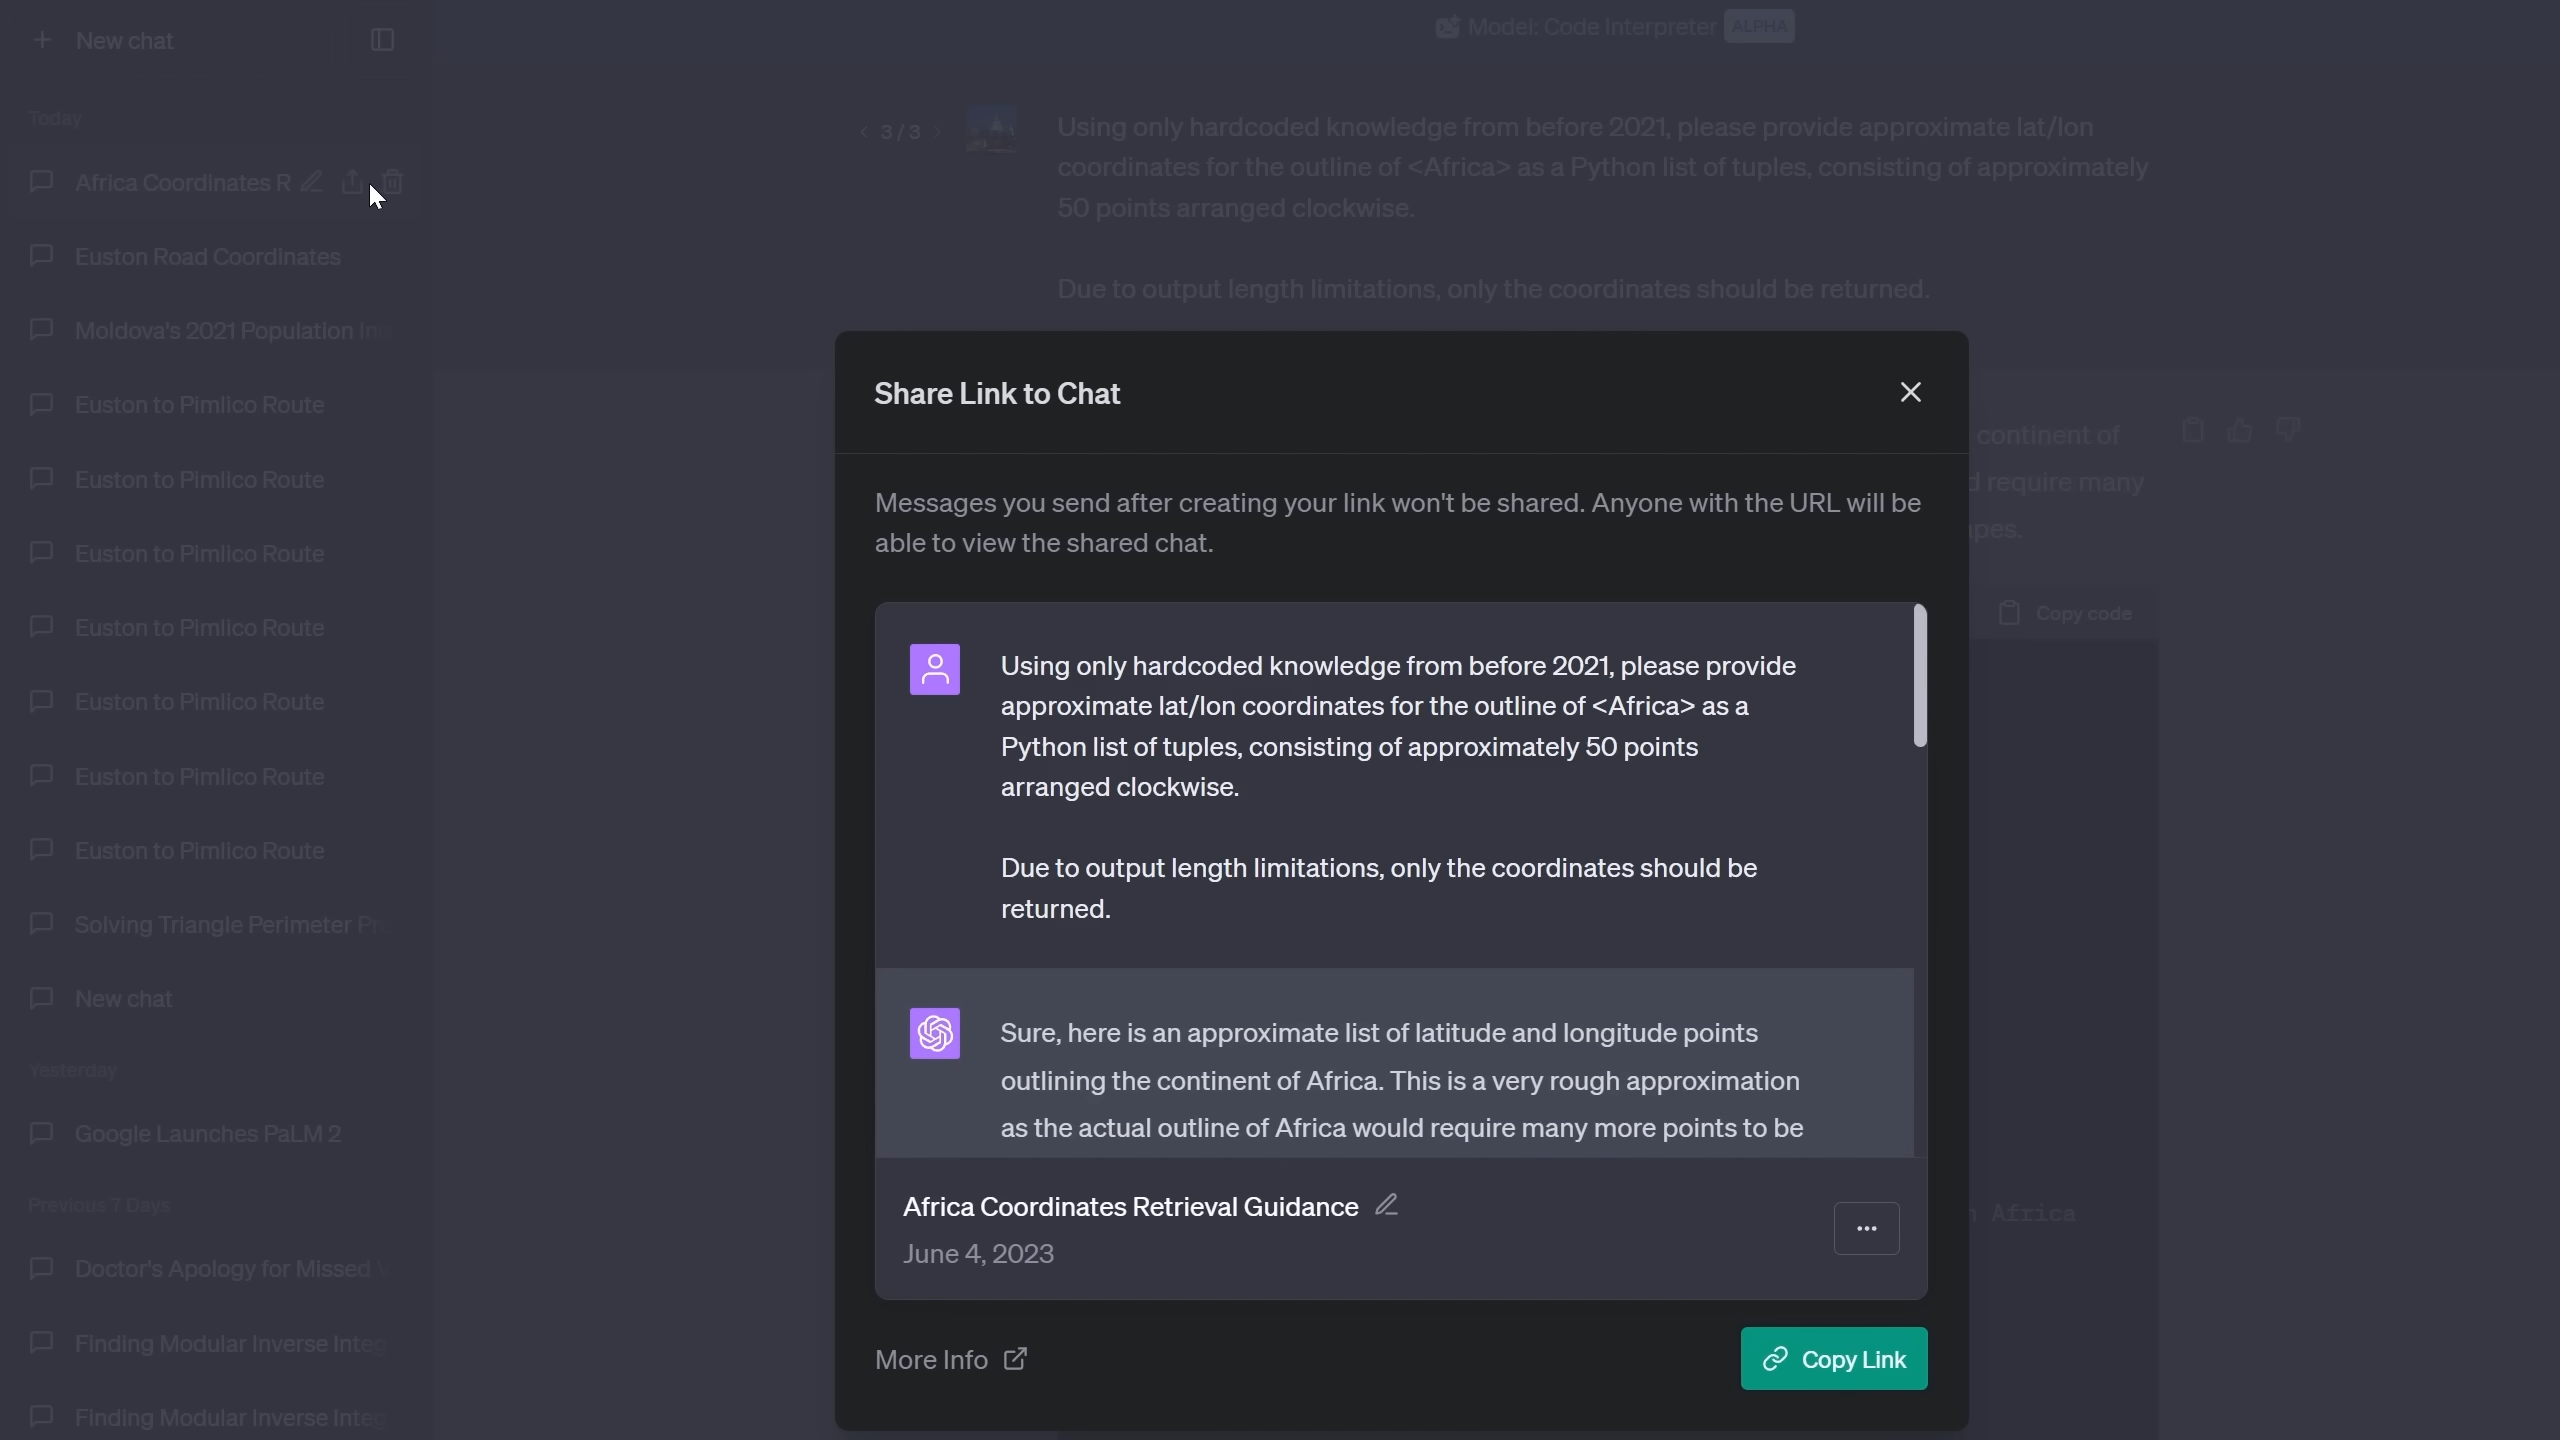 New chat
Today
Africa Coordinates R
Euston Road Coordinates
Moldova's 2021 Population In
Euston to Pimlico Route
Euston to Pimlico Route
Euston to Pimlico Route
Euston to Pimlico Route
Euston to Pimlico Route
Euston to Pimlico Route
Euston to Pimlico Route
Solving Triangle Perimeter Pr
New chat
Yesterday
Google Launches PaLM 2
Previous 7 Days
Doctor's Apology for Missed V
Finding Modular Inverse Integ
Finding Modular Inverse Integ
Model: Code Interpreter ALPHA
3 / 3
Using only hardcoded knowledge from before 2021, please provide approximate lat/lon
coordinates for the outline of <Africa> as a Python list of tuples, consisting of approximately
50 points arranged clockwise.
Due to output length limitations, only the coordinates should be returned.
continent of
require many
Copy code
Africa
Share Link to Chat
Messages you send after creating your link won't be shared. Anyone with the URL will be
able to view the shared chat.
Using only hardcoded knowledge from before 2021, please provide
approximate lat/lon coordinates for the outline of <Africa> as a
Python list of tuples, consisting of approximately 50 points
arranged clockwise.
Due to output length limitations, only the coordinates should be
returned.
Sure, here is an approximate list of latitude and longitude points
outlining the continent of Africa. This is a very rough approximation
as the actual outline of Africa would require many more points to be
Africa Coordinates Retrieval Guidance
June 4, 2023
More Info
Copy Link